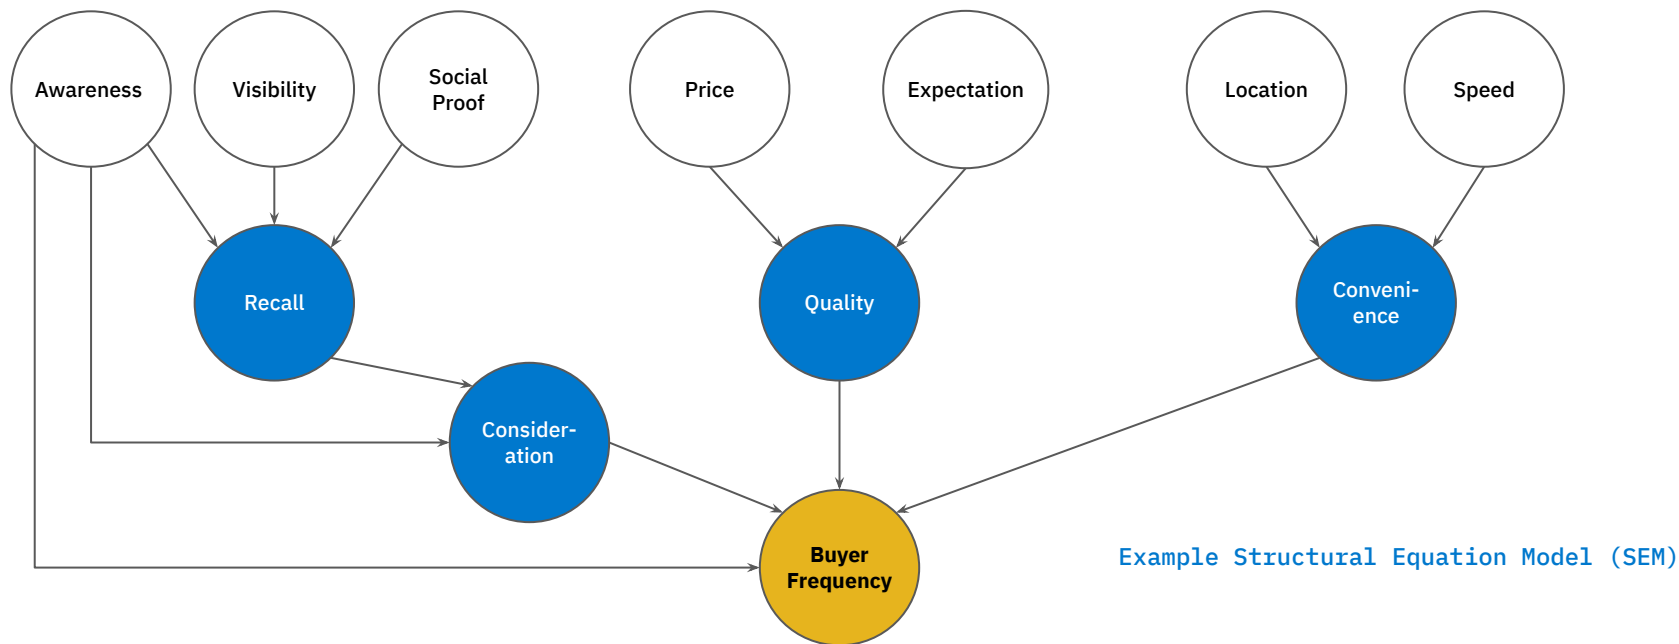 Awareness
Visibility
Social
Proof
Price
Expectation
Location
Speed
Recall
Quality
Conveni-
ence
Consider-
ation
Buyer
Frequency
Example Structural Equation Model (SEM)